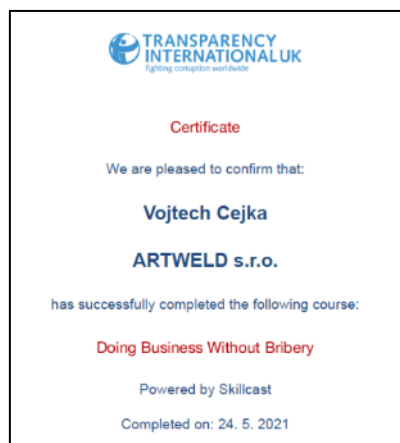 TRANSPARENCY
INTERNATIONAL UK
fighting corruption worldwide
Certificate
We are pleased to confirm that:
Vojtech Cejka
ARTWELD s.r.o.
has successfully completed the following course:
Doing Business Without Bribery
Powered by Skillcast
Completed on: 24. 5. 2021